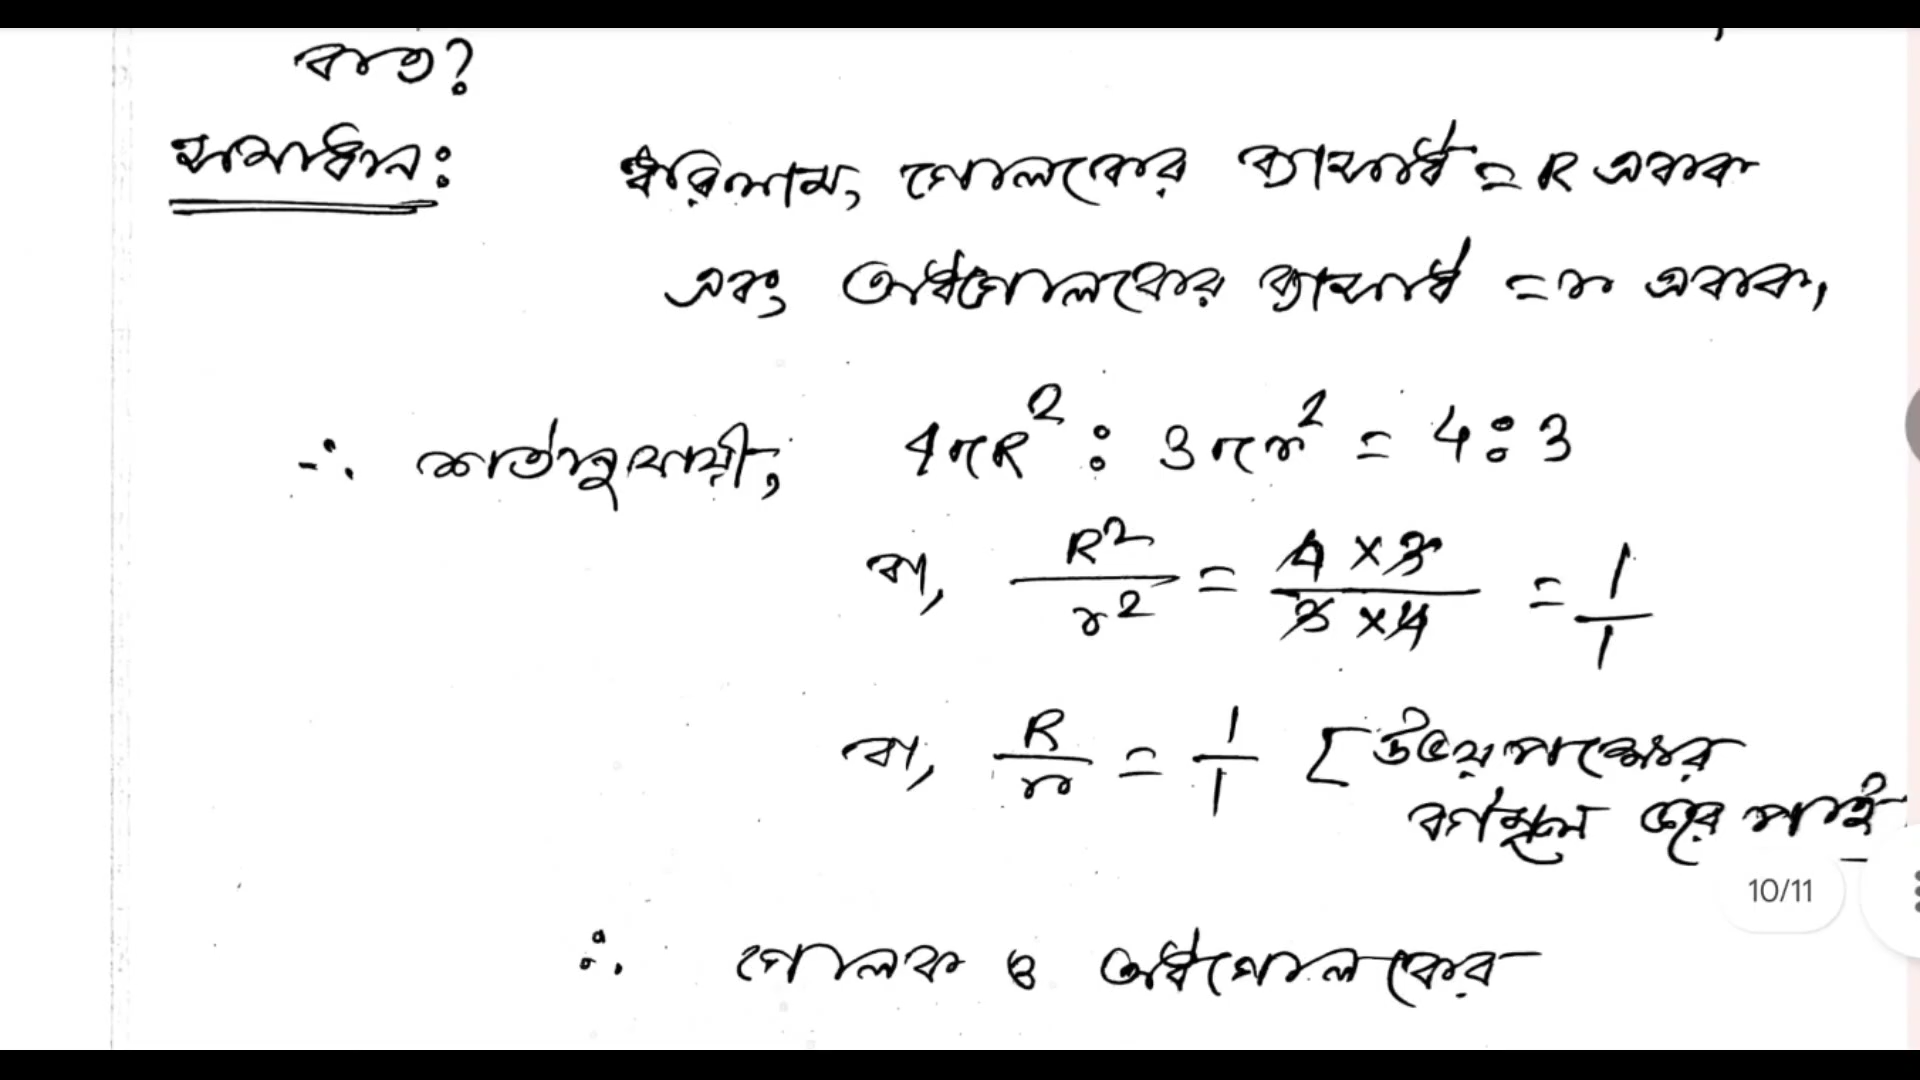 কত?
সমাধান: ধরিলাম, গোলকের ব্যাসার্ধ = R একক
এবং অর্ধগোলকের ব্যাসার্ধ = r একক,
∴ শর্তানুযায়ী, 4πR² : 3πr² = 4 : 3
বা, R²/r² = 4 × 3/3 × 4 = 1/1
বা, R/r = 1/1 [উভয়পক্ষের
বর্গমূল করে পাই
10/11
∴ গোলক ও অর্ধগোলকের